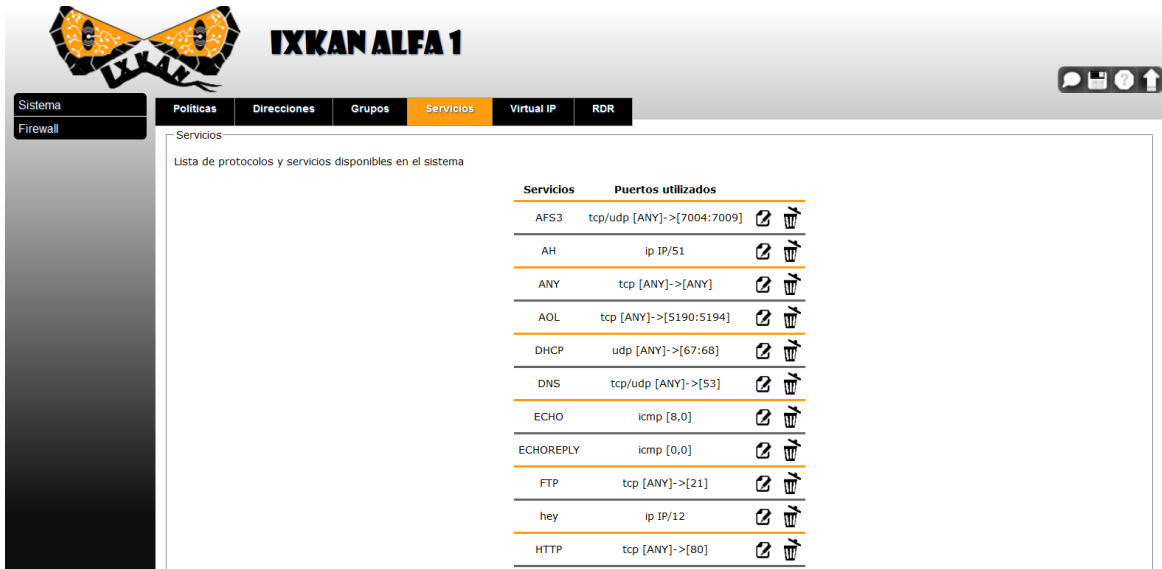 IXKAN
IXKAN ALFA 1
Sistema
Firewall
Políticas Direcciones Grupos Servicios Virtual IP RDR
Servicios
Lista de protocolos y servicios disponibles en el sistema
Servicios Puertos utilizados
AFS3 tcp/udp [ANY]->[7004:7009]
AH ip IP/51
ANY tcp [ANY]->[ANY]
AOL tcp [ANY]->[5190:5194]
DHCP udp [ANY]->[67:68]
DNS tcp/udp [ANY]->[53]
ECHO icmp [8,0]
ECHOREPLY icmp [0,0]
FTP tcp [ANY]->[21]
hey ip IP/12
HTTP tcp [ANY]->[80]